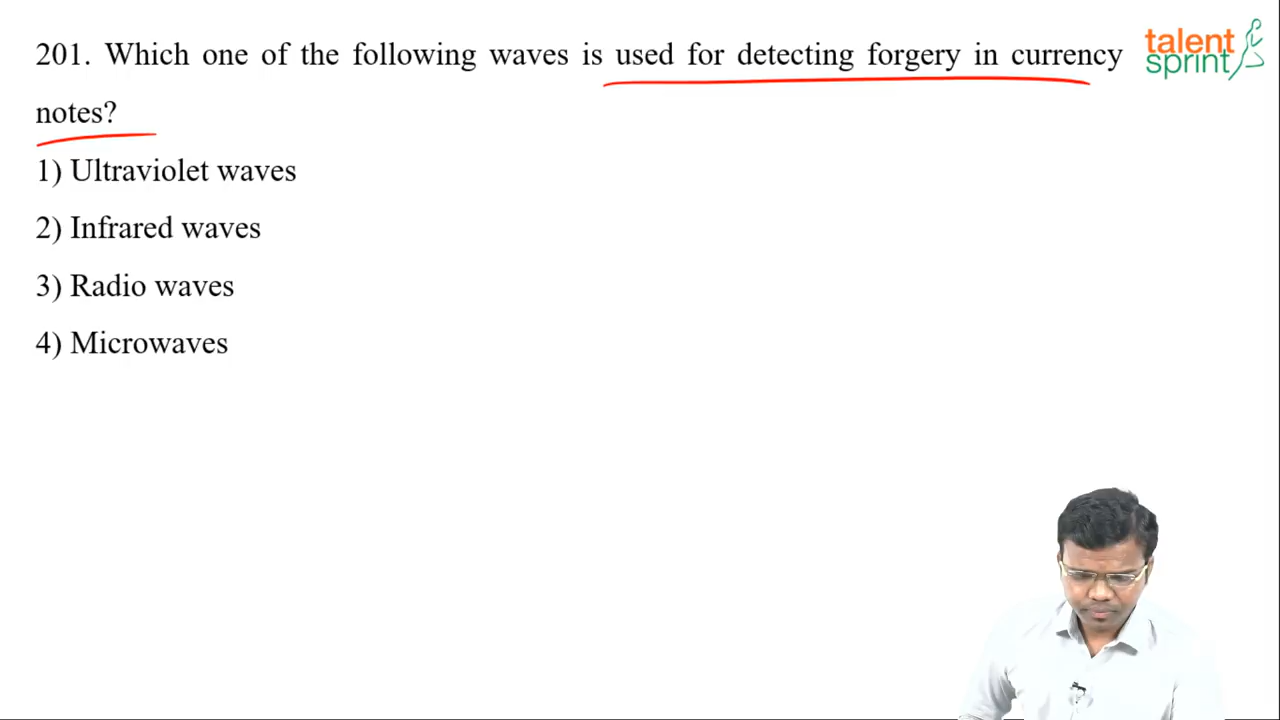 201. Which one of the following waves is used for detecting forgery in currency
notes?
1) Ultraviolet waves
2) Infrared waves
3) Radio waves
4) Microwaves
talent
sprint